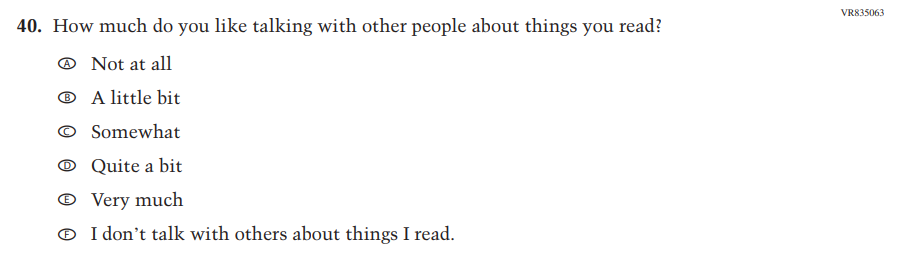 VR835063
40. How much do you like talking with other people about things you read?
A Not at all
B A little bit
C Somewhat
D Quite a bit
E Very much
F I don't talk with others about things I read.